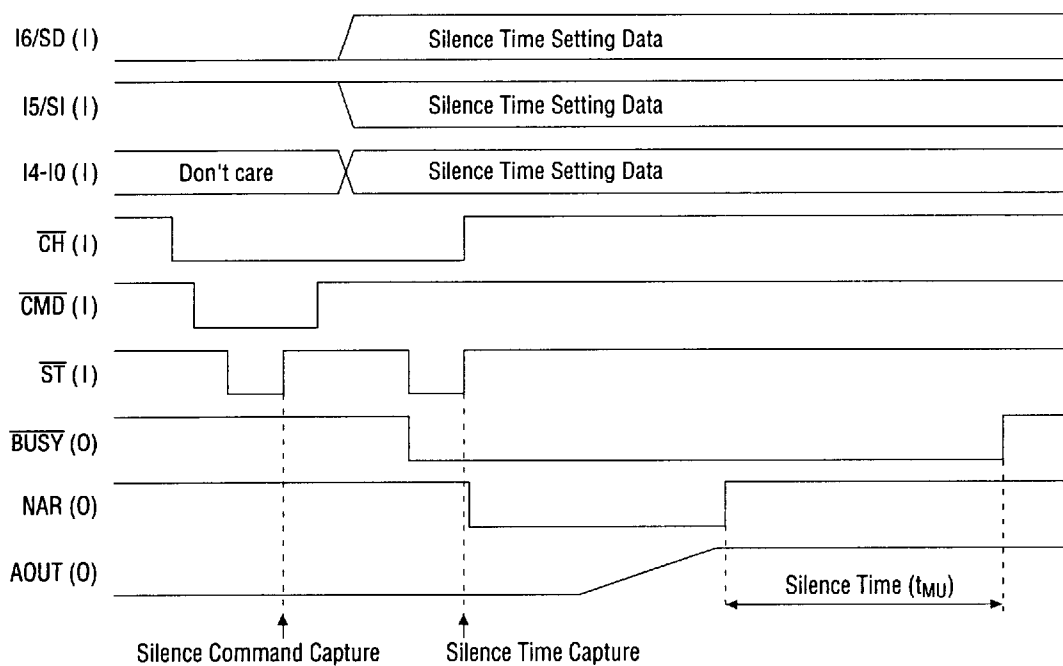 I6/SD (I)
Silence Time Setting Data
I5/SI (I)
Silence Time Setting Data
I4-I0 (I)
Don't care
Silence Time Setting Data
CH (I)
CMD (I)
ST (I)
BUSY (O)
NAR (O)
AOUT (O)
Silence Time (tMU)
Silence Command Capture
Silence Time Capture